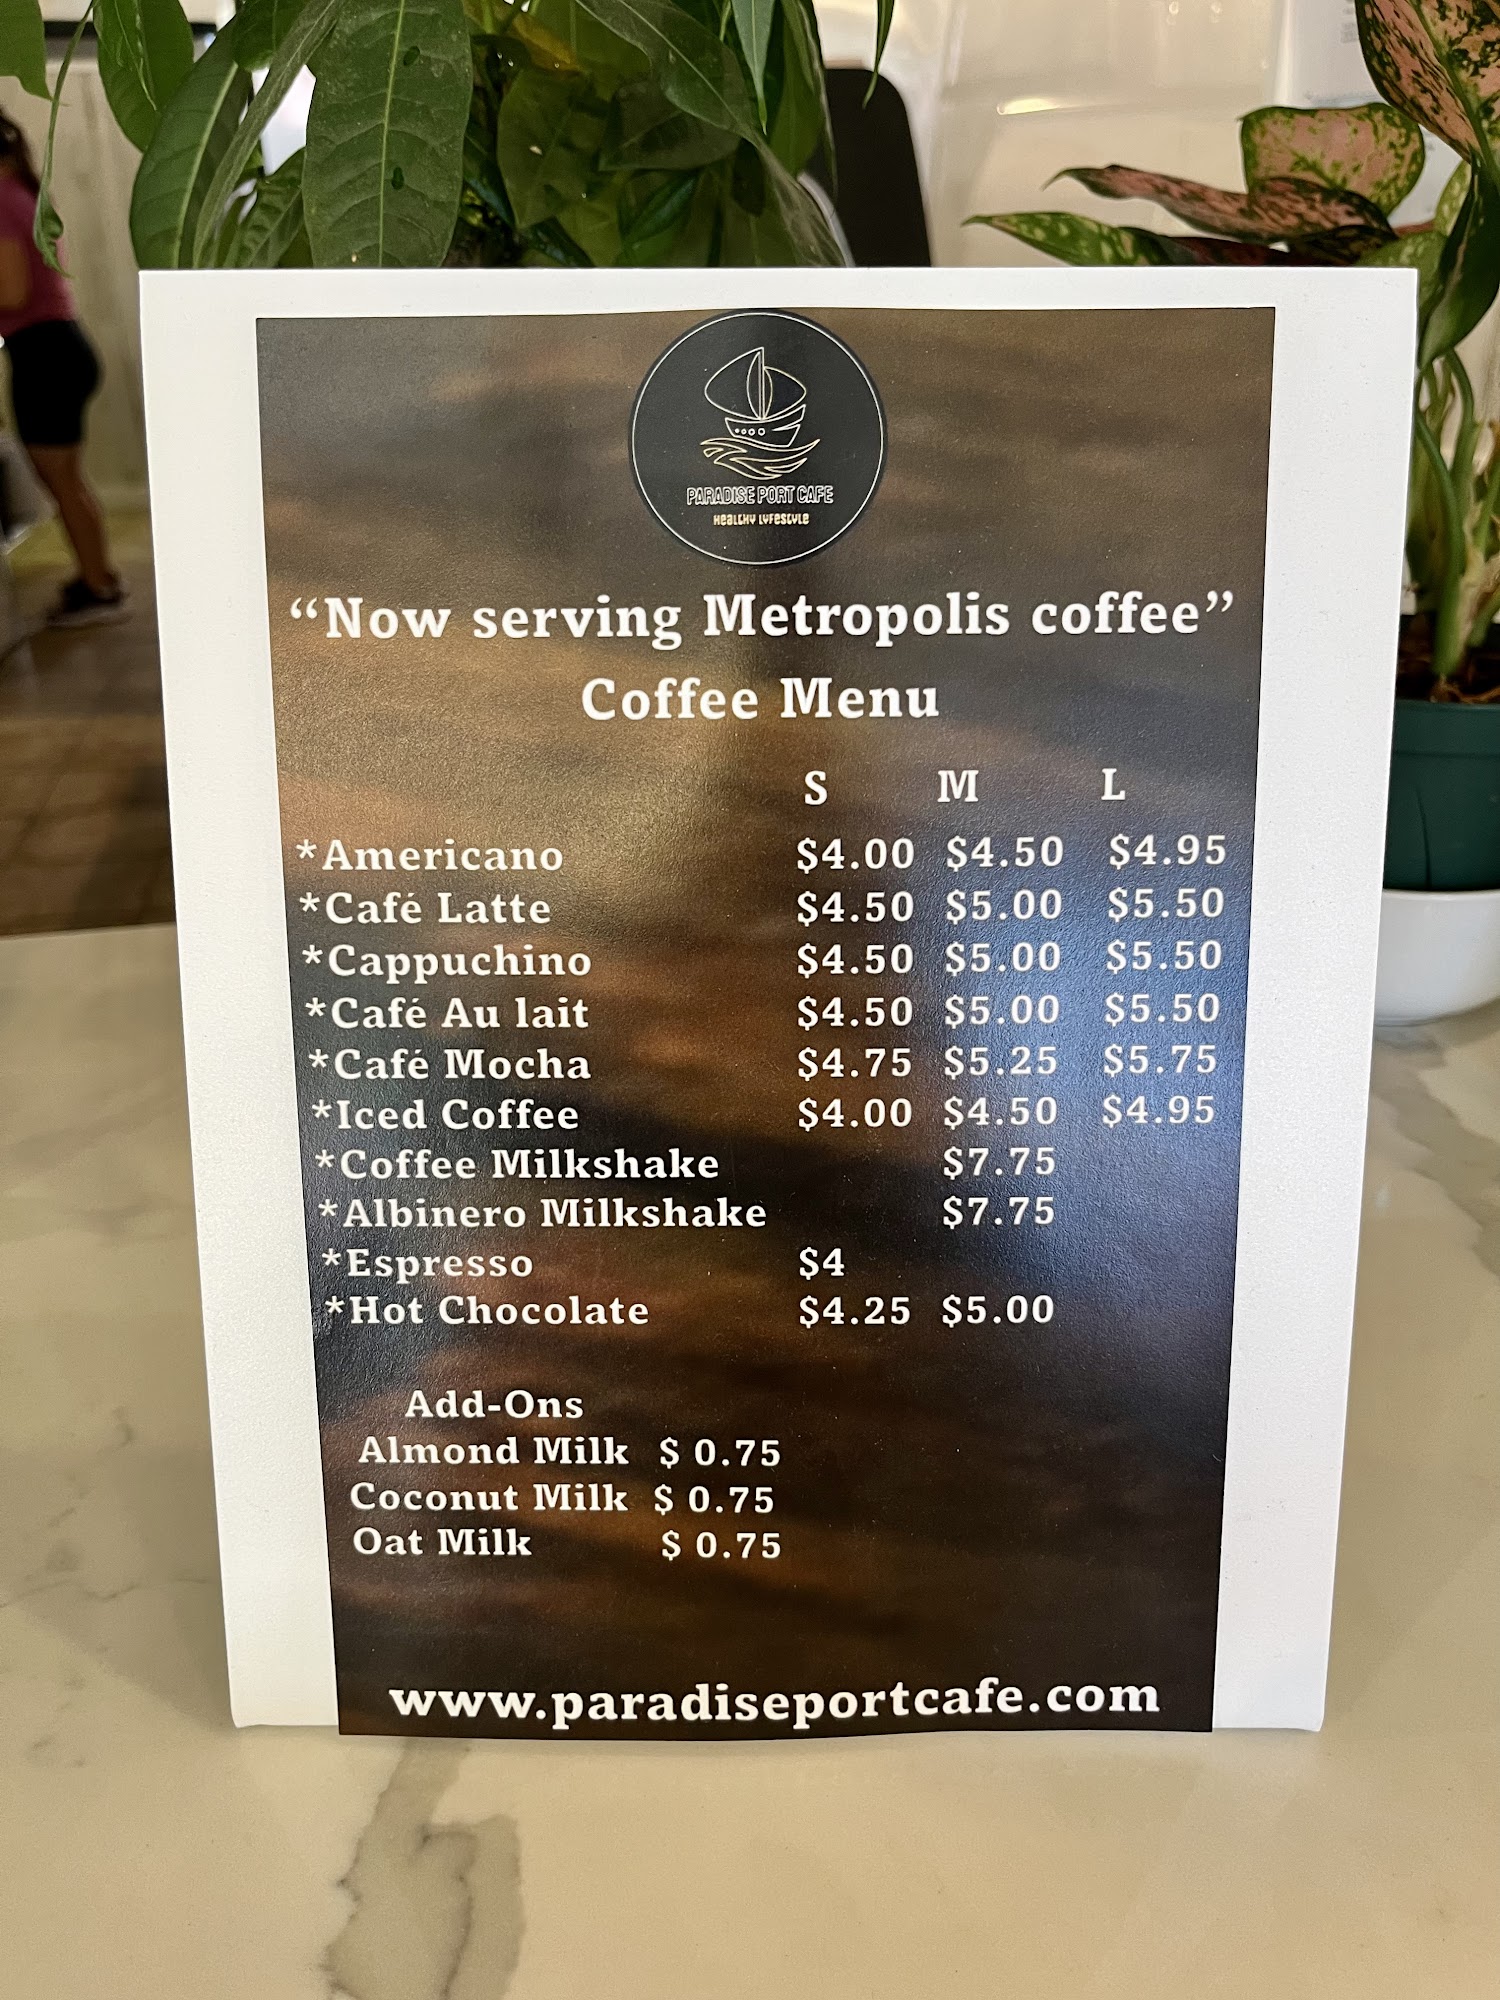 PARADISE PORT CAFE
HEALTHY LYFESTYLE
“Now serving Metropolis coffee”
Coffee Menu
S M L
*Americano $4.00 $4.50 $4.95
*Café Latte $4.50 $5.00 $5.50
*Cappuchino $4.50 $5.00 $5.50
*Café Au lait $4.50 $5.00 $5.50
*Café Mocha $4.75 $5.25 $5.75
*Iced Coffee $4.00 $4.50 $4.95
*Coffee Milkshake $7.75
*Albinero Milkshake $7.75
*Espresso $4
*Hot Chocolate $4.25 $5.00
Add-Ons
Almond Milk $ 0.75
Coconut Milk $ 0.75
Oat Milk $ 0.75
www.paradiseportcafe.com